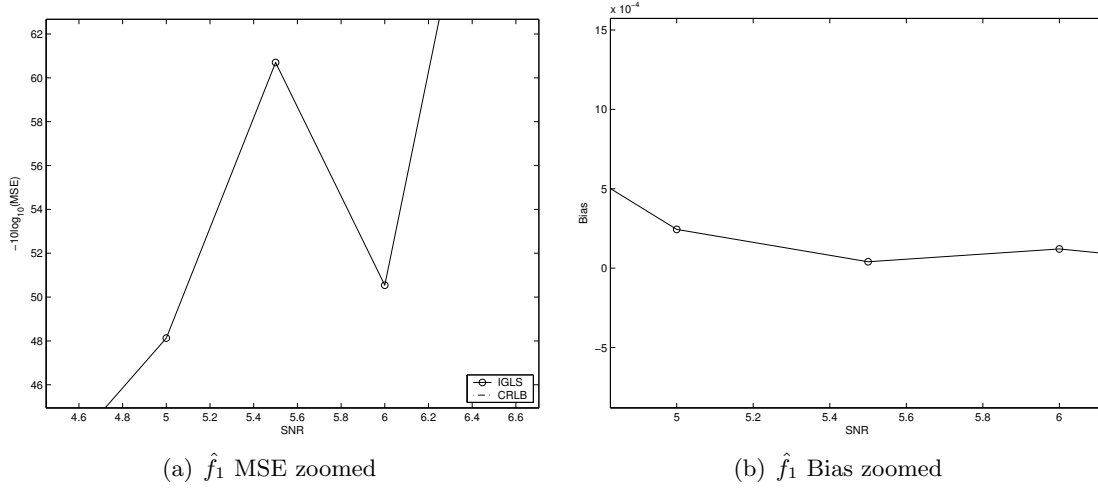 62
60
58
56
54
52
50
48
46
−10log10(MSE)
4.6 4.8 5 5.2 5.4 5.6 5.8 6 6.2 6.4 6.6
SNR
IGLS
CRLB
(a) f̂1 MSE zoomed
x 10−4
15
10
5
0
−5
Bias
5 5.2 5.4 5.6 5.8 6
SNR
(b) f̂1 Bias zoomed